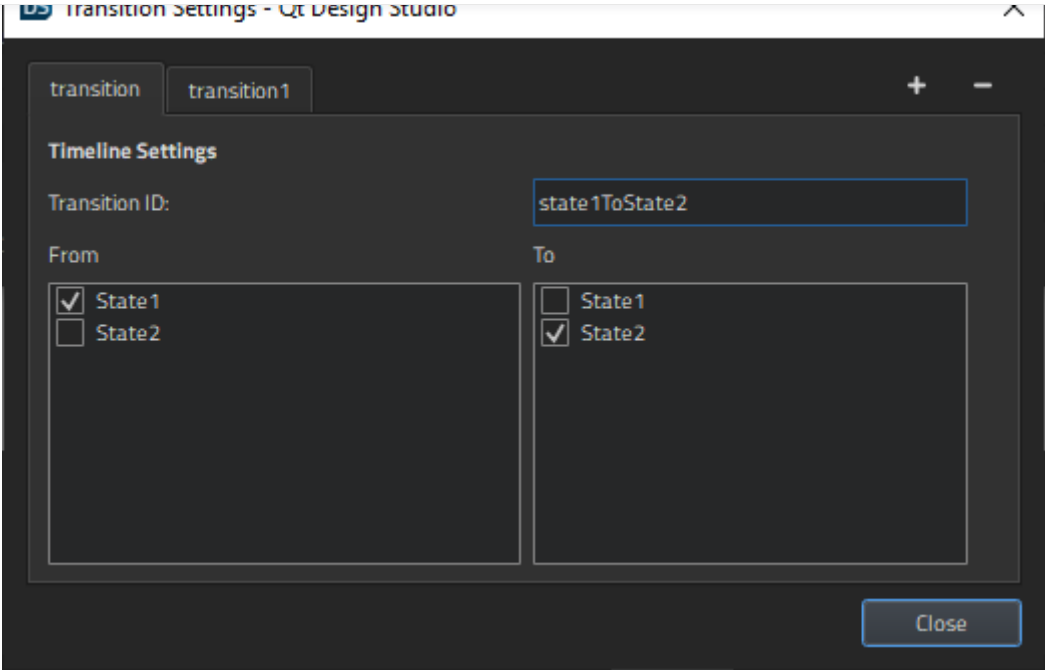 DS Transition Settings - Qt Design Studio
transition transition1
Timeline Settings
Transition ID: state1ToState2
From To
State1 State1
State2 State2
Close